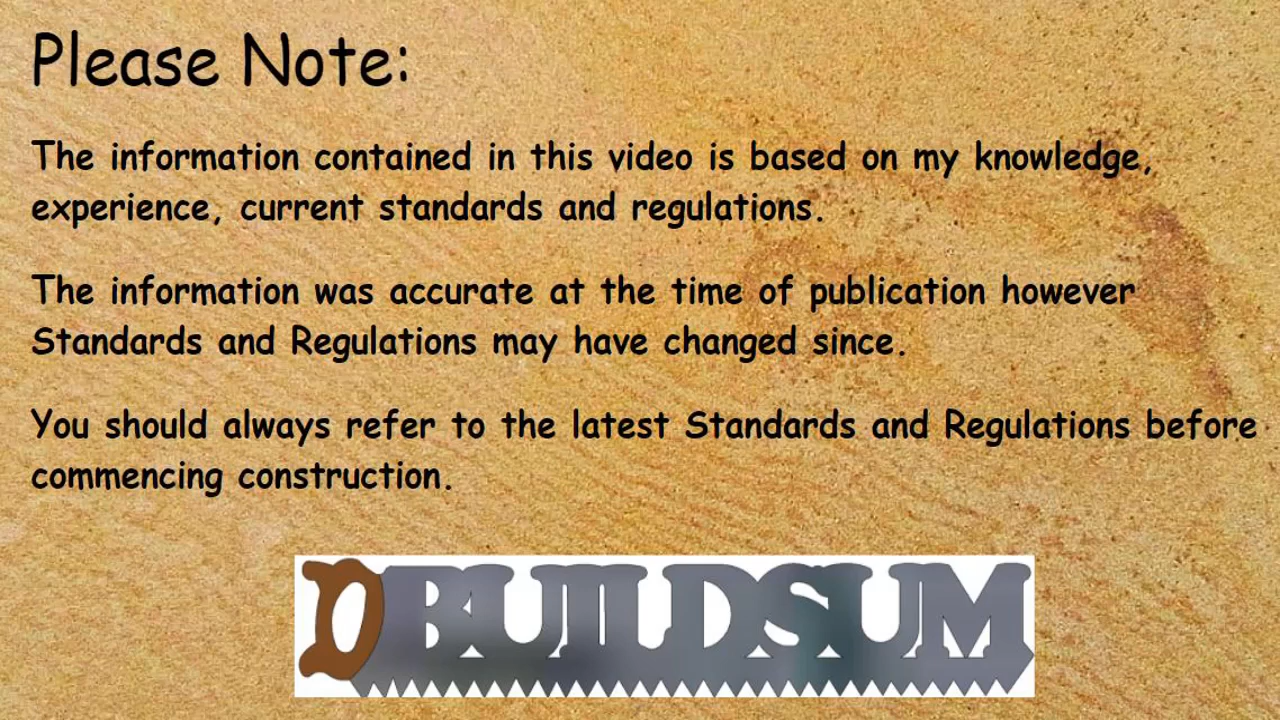 Please Note:
The information contained in this video is based on my knowledge,
experience, current standards and regulations.
The information was accurate at the time of publication however
Standards and Regulations may have changed since.
You should always refer to the latest Standards and Regulations before
commencing construction.
BUILDSUM